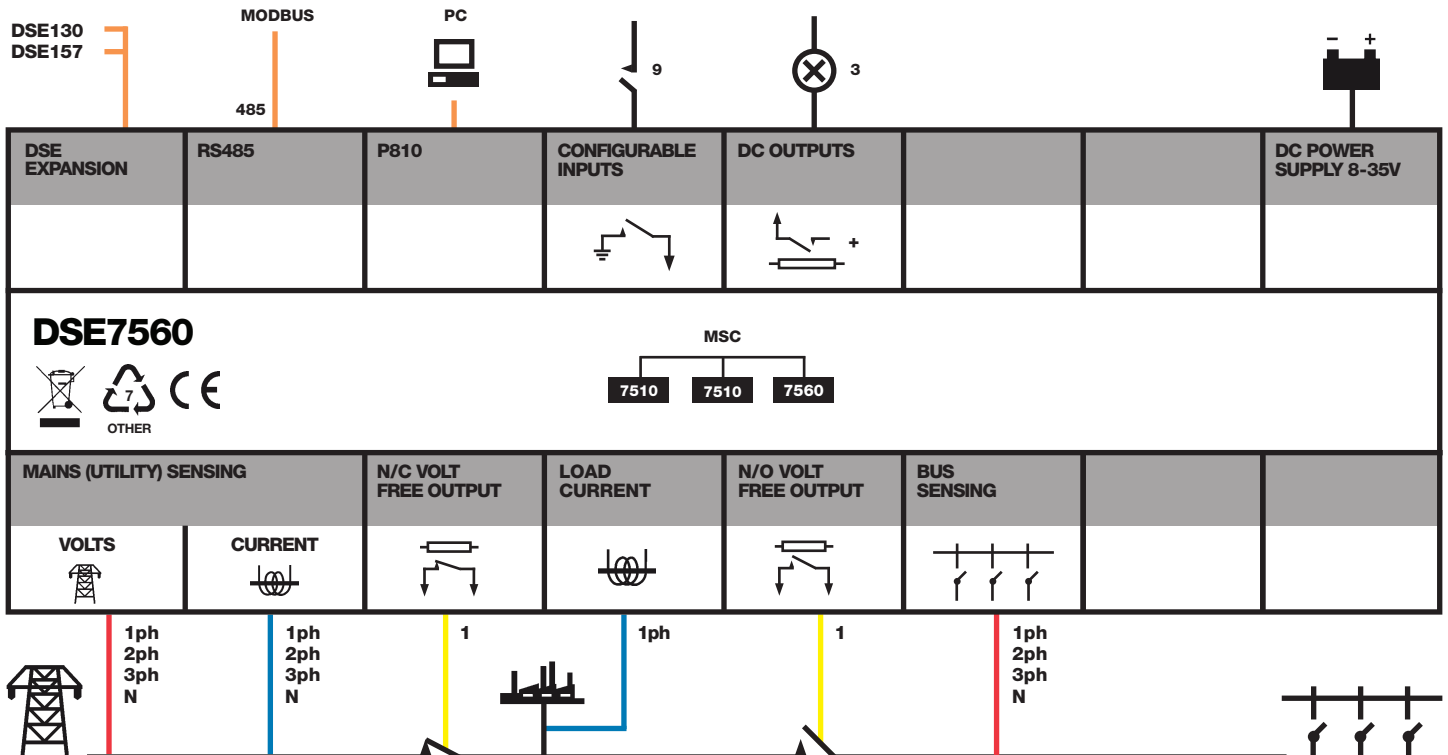 DSE130
DSE157
MODBUS
485
PC
9
3
- +
DSE
EXPANSION
RS485
P810
CONFIGURABLE
INPUTS
DC OUTPUTS
DC POWER
SUPPLY 8-35V
+
DSE7560
7
OTHER
CE
MSC
7510
7510
7560
MAINS (UTILITY) SENSING
N/C VOLT
FREE OUTPUT
LOAD
CURRENT
N/O VOLT
FREE OUTPUT
BUS
SENSING
VOLTS
CURRENT
1ph
2ph
3ph
N
1ph
2ph
3ph
N
1
1ph
1
1ph
2ph
3ph
N